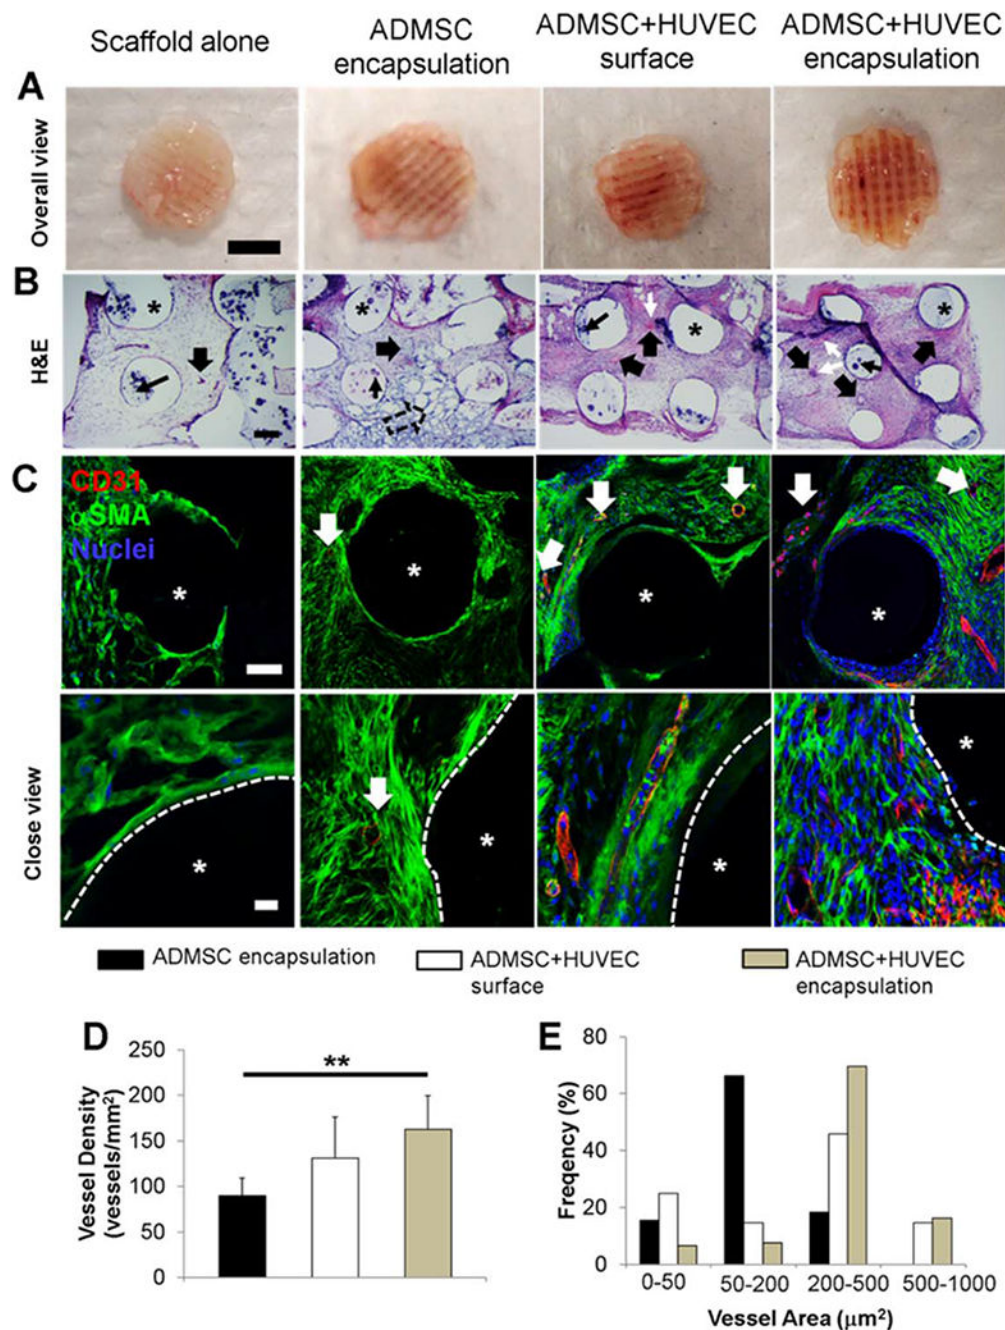 Scaffold alone
ADMSC
encapsulation
ADMSC+HUVEC
surface
ADMSC+HUVEC
encapsulation
A
Overall view
B
H&E
* * * *
C
CD31
αSMA
Nuclei
* * * *
Close view
* * * *
ADMSC encapsulation
ADMSC+HUVEC
surface
ADMSC+HUVEC
encapsulation
D
Vessel Density
(vessels/mm²)
250
200
150
100
50
0
**
E
Freqency (%)
80
60
40
20
0
0-50 50-200 200-500 500-1000
Vessel Area (μm²)